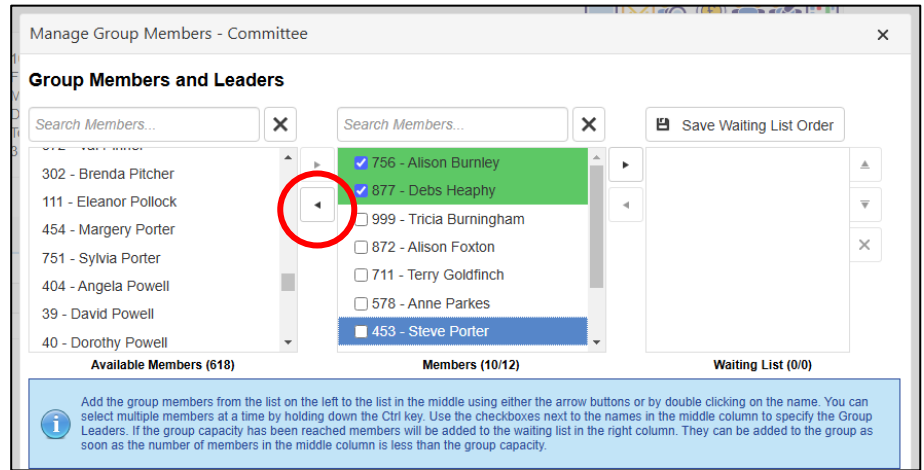 Manage Group Members - Committee
Group Members and Leaders
Search Members...
302 - Brenda Pitcher
111 - Eleanor Pollock
454 - Margery Porter
751 - Sylvia Porter
404 - Angela Powell
39 - David Powell
40 - Dorothy Powell
Available Members (618)
Search Members...
756 - Alison Burnley
877 - Debs Heaphy
999 - Tricia Burningham
872 - Alison Foxton
711 - Terry Goldfinch
578 - Anne Parkes
453 - Steve Porter
Members (10/12)
Save Waiting List Order
Waiting List (0/0)
Add the group members from the list on the left to the list in the middle using either the arrow buttons or by double clicking on the name. You can
select multiple members at a time by holding down the Ctrl key. Use the checkboxes next to the names in the middle column to specify the Group
Leaders. If the group capacity has been reached members will be added to the waiting list in the right column. They can be added to the group as
soon as the number of members in the middle column is less than the group capacity.